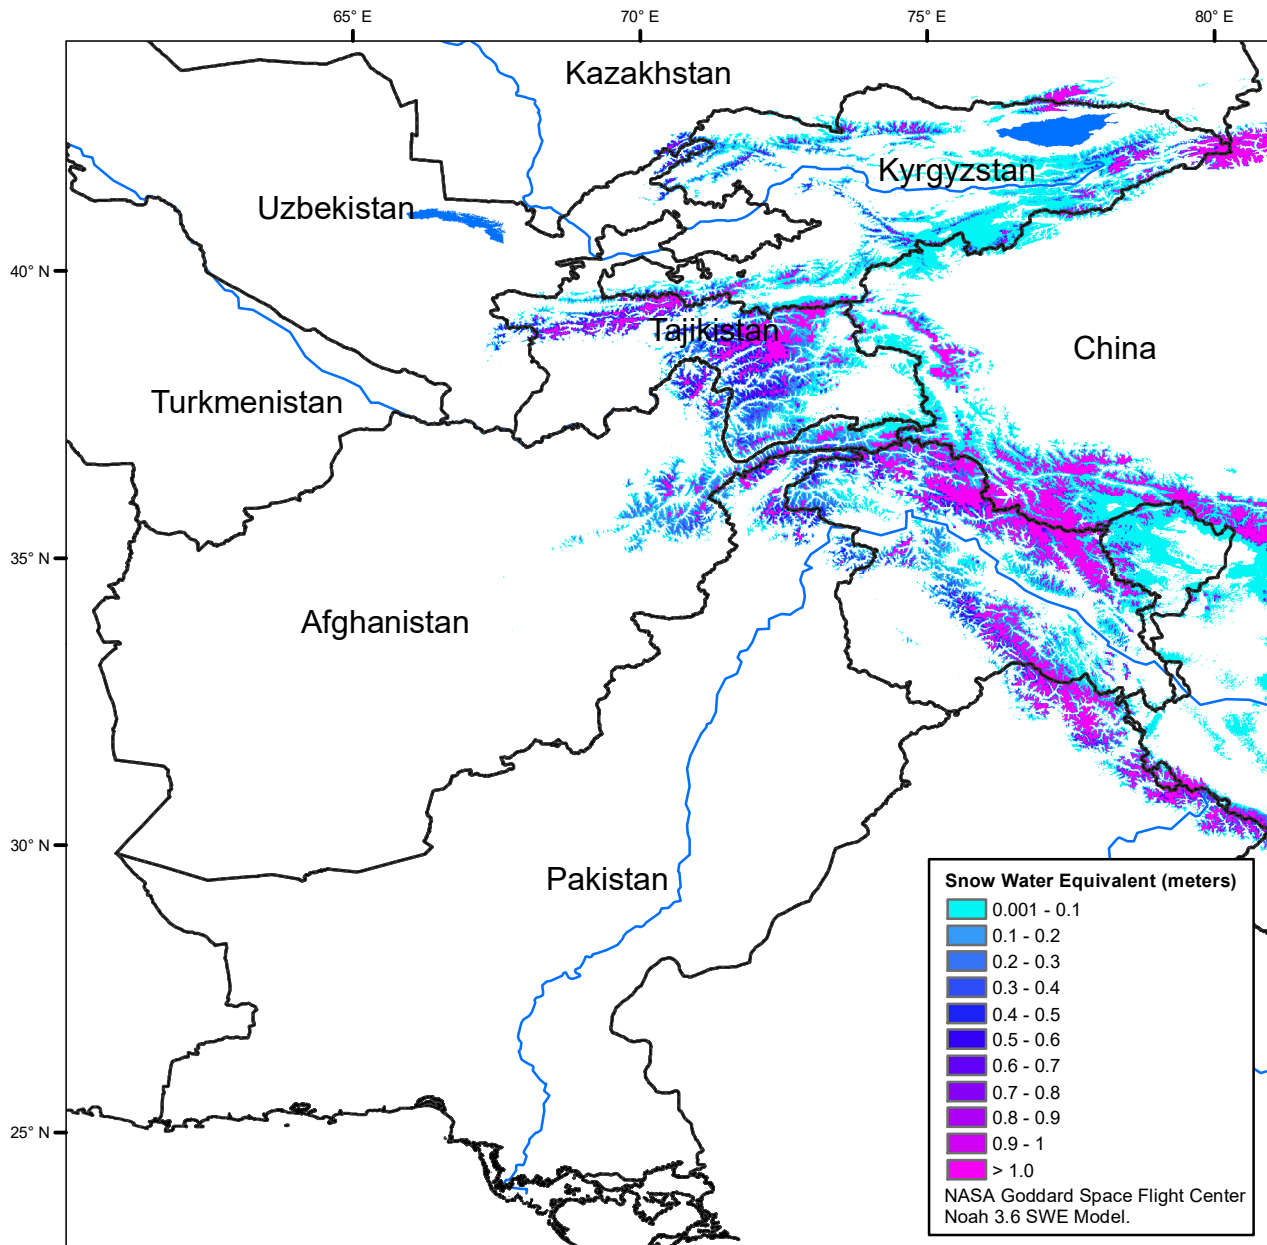 65° E
70° E
75° E
80° E
Kazakhstan
Kyrgyzstan
Uzbekistan
40° N
Tajikistan
China
Turkmenistan
35° N
Afghanistan
30° N
Pakistan
25° N
Snow Water Equivalent (meters)
0.001 - 0.1
0.1 - 0.2
0.2 - 0.3
0.3 - 0.4
0.4 - 0.5
0.5 - 0.6
0.6 - 0.7
0.7 - 0.8
0.8 - 0.9
0.9 - 1
> 1.0
NASA Goddard Space Flight Center
Noah 3.6 SWE Model.